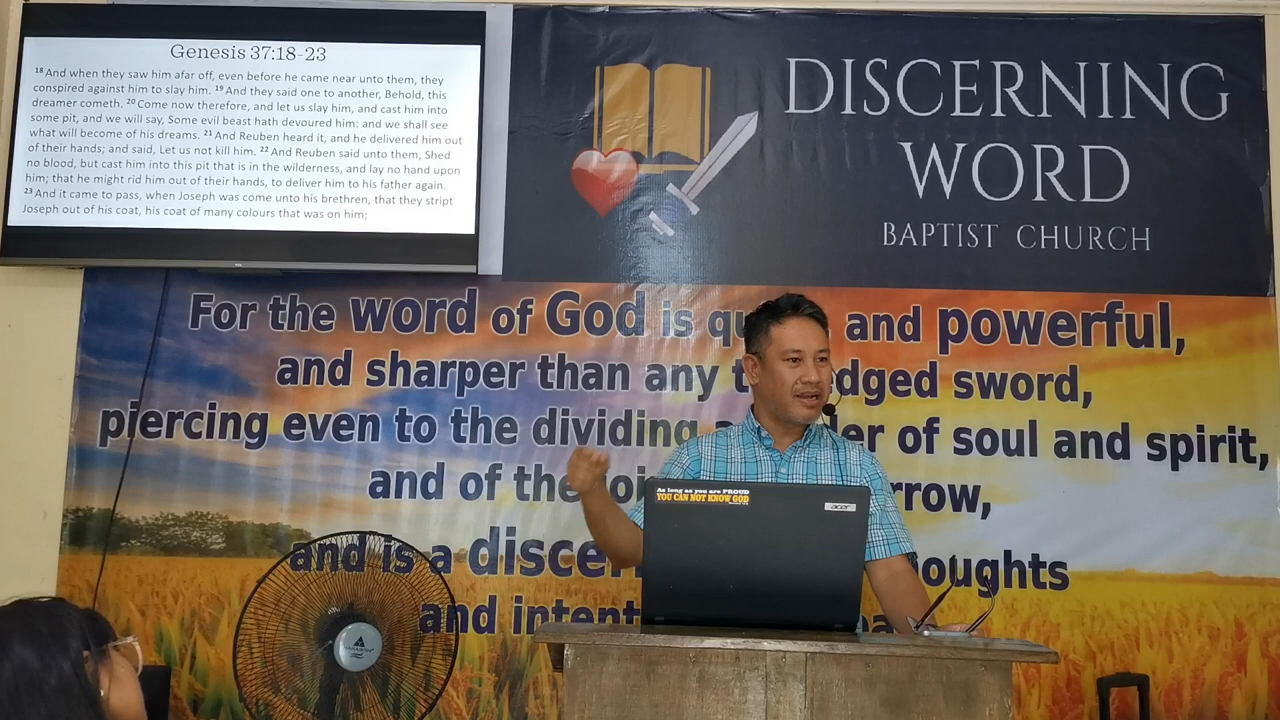 Genesis 37:18-23
18 And when they saw him afar off, even before he came near unto them, they
conspired against him to slay him. 19 And they said one to another, Behold, this
dreamer cometh. 20 Come now therefore, and let us slay him, and cast him into
some pit, and we will say, Some evil beast hath devoured him: and we shall see
what will become of his dreams. 21 And Reuben heard it, and he delivered him out
of their hands; and said, Let us not kill him. 22 And Reuben said unto them, Shed
no blood, but cast him into this pit that is in the wilderness, and lay no hand upon
him; that he might rid him out of their hands, to deliver him to his father again.
23 And it came to pass, when Joseph was come unto his brethren, that they stript
Joseph out of his coat, his coat of many colours that was on him;
DISCERNING
WORD
BAPTIST CHURCH
For the word of God is and powerful,
and sharper than any edged sword,
piercing even to the dividing of soul and spirit,
and of the
and is a
and
As long as you are PROUD
YOU CAN NOT KNOW GOD
acer